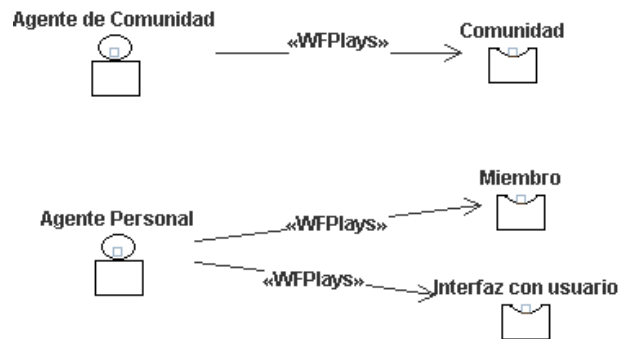 Agente de Comunidad
«WFPlays»
Comunidad
Miembro
Agente Personal
«WFPlays»
«WFPlays»
Interfaz con usuario